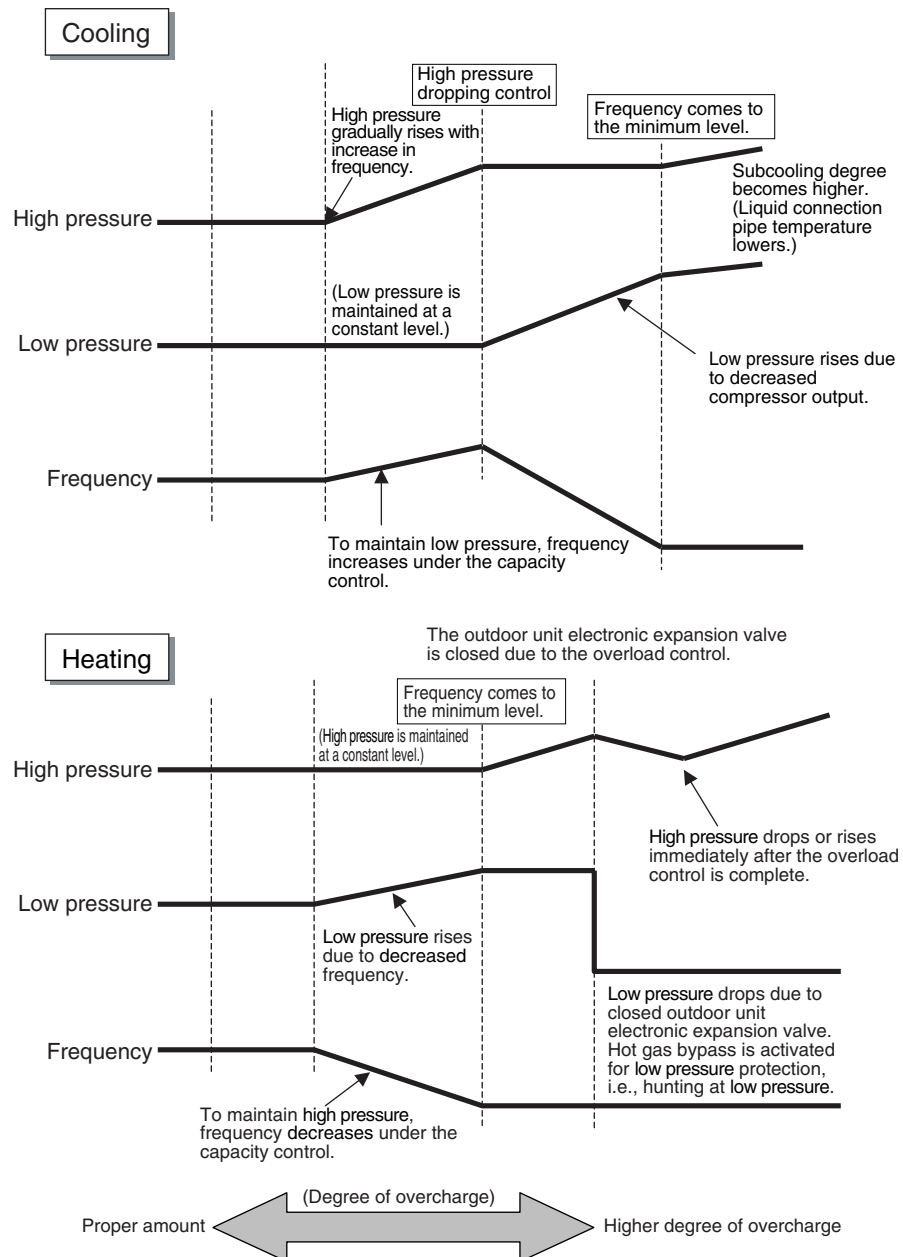 Cooling
High pressure
dropping control
Frequency comes to
the minimum level.
High pressure
gradually rises with
increase in
frequency.
Subcooling degree
becomes higher.
(Liquid connection
pipe temperature
lowers.)
High pressure
(Low pressure is
maintained at a
constant level.)
Low pressure
Low pressure rises due
to decreased
compressor output.
Frequency
To maintain low pressure, frequency
increases under the capacity
control.
Heating
The outdoor unit electronic expansion valve
is closed due to the overload control.
Frequency comes to
the minimum level.
(High pressure is maintained
at a constant level.)
High pressure
High pressure drops or rises
immediately after the overload
control is complete.
Low pressure
Low pressure rises
due to decreased
frequency.
Low pressure drops due to
closed outdoor unit
electronic expansion valve.
Hot gas bypass is activated
for low pressure protection,
i.e., hunting at low pressure.
Frequency
To maintain high pressure,
frequency decreases under the
capacity control.
(Degree of overcharge)
Proper amount
Higher degree of overcharge